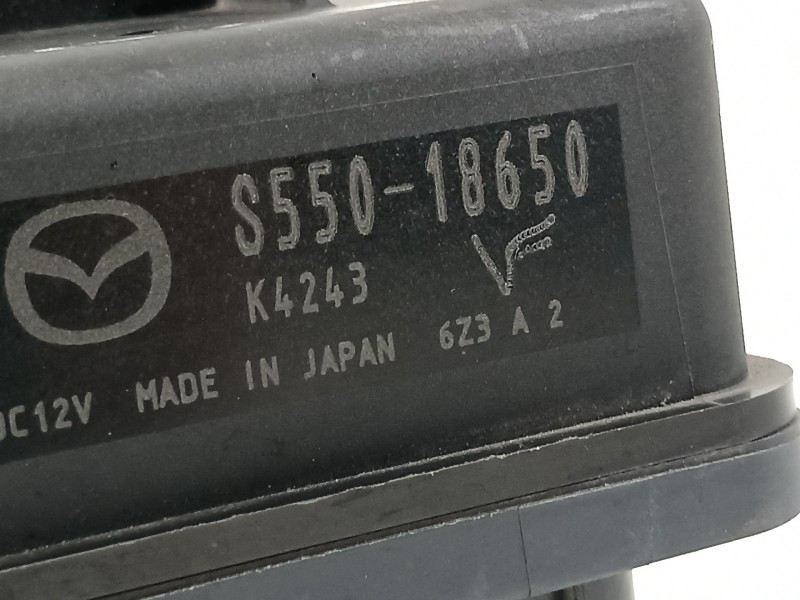 S550-18650
K4243
DC12V MADE IN JAPAN 6Z3 A 2